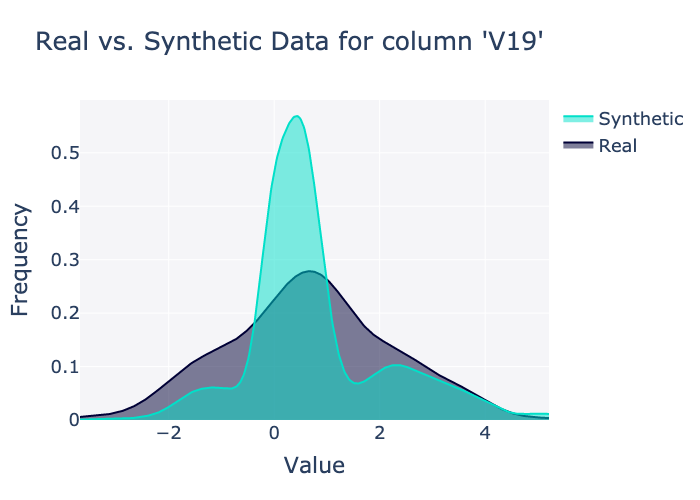 Real vs. Synthetic Data for column 'V19'
Synthetic
Real
Frequency
0.5
0.4
0.3
0.2
0.1
0
−2
0
2
4
Value